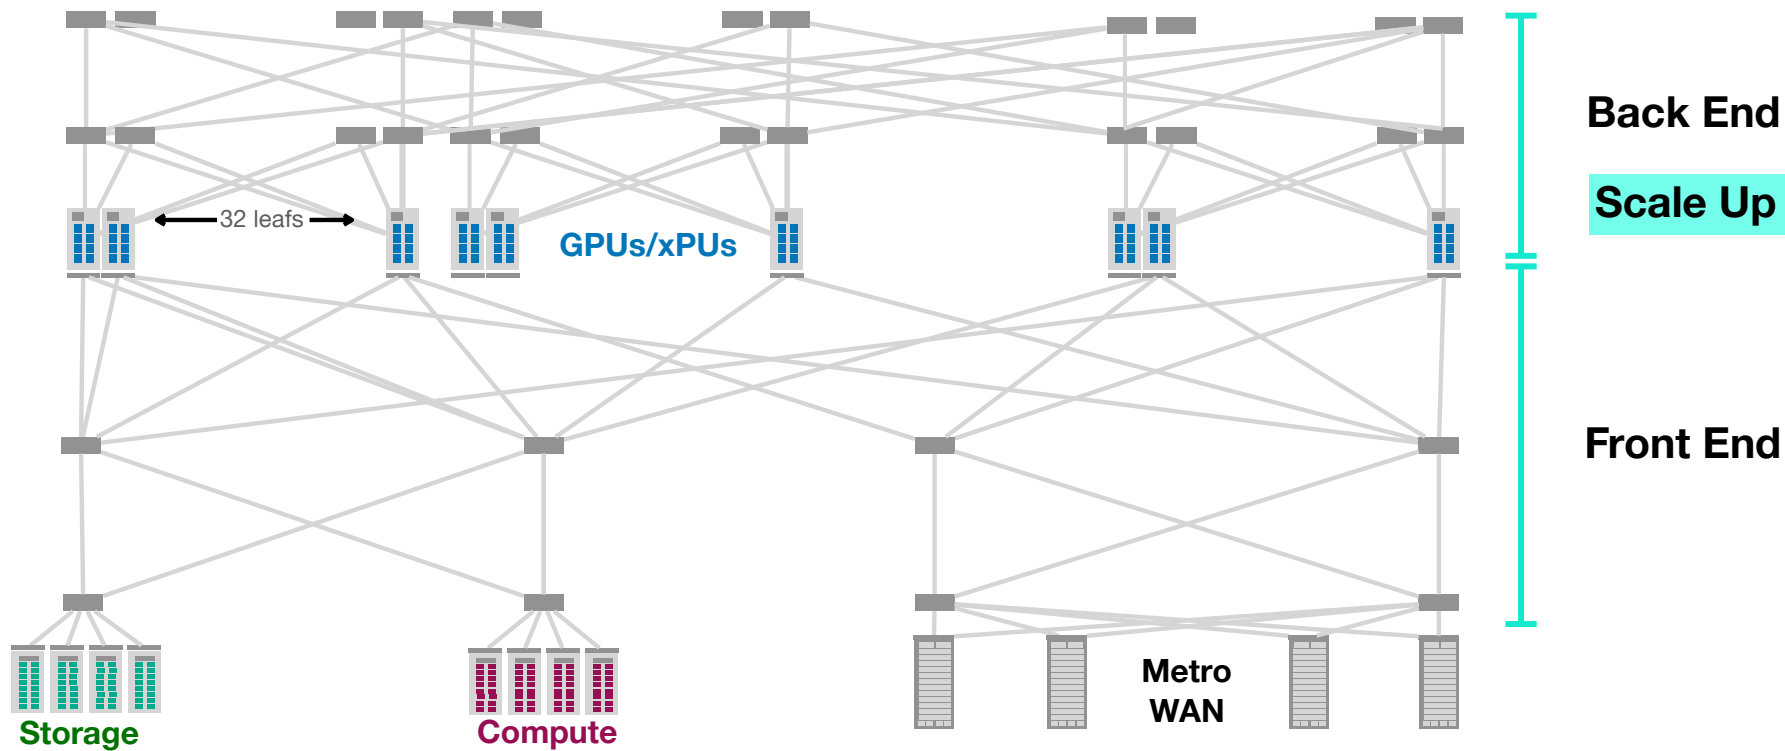 Back End
Scale Up
32 leafs
GPUs/xPUs
Front End
Metro
WAN
Storage
Compute